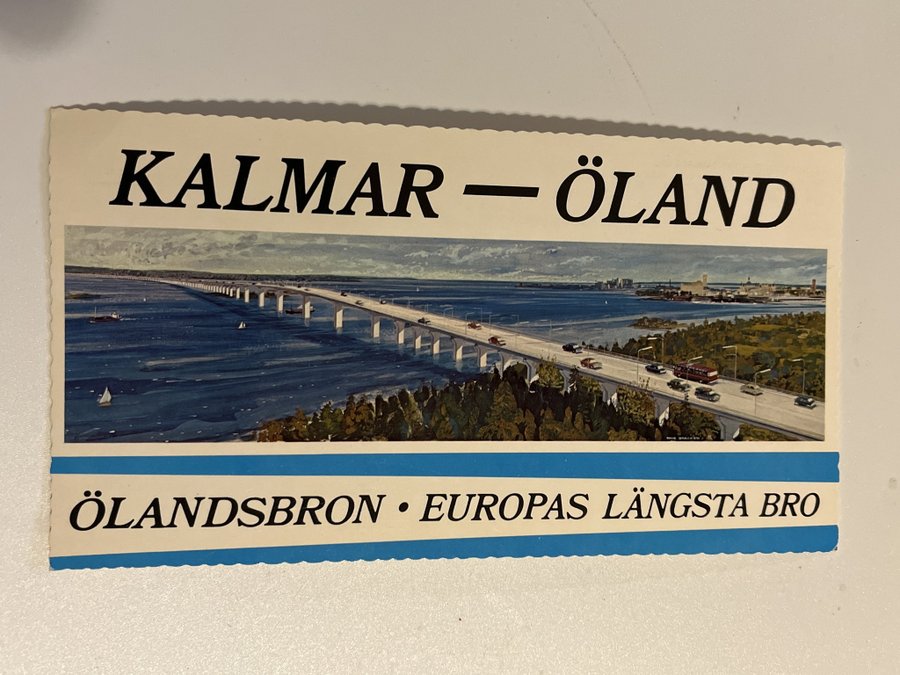 KALMAR — ÖLAND
ÖLANDSBRON • EUROPAS LÄNGSTA BRO